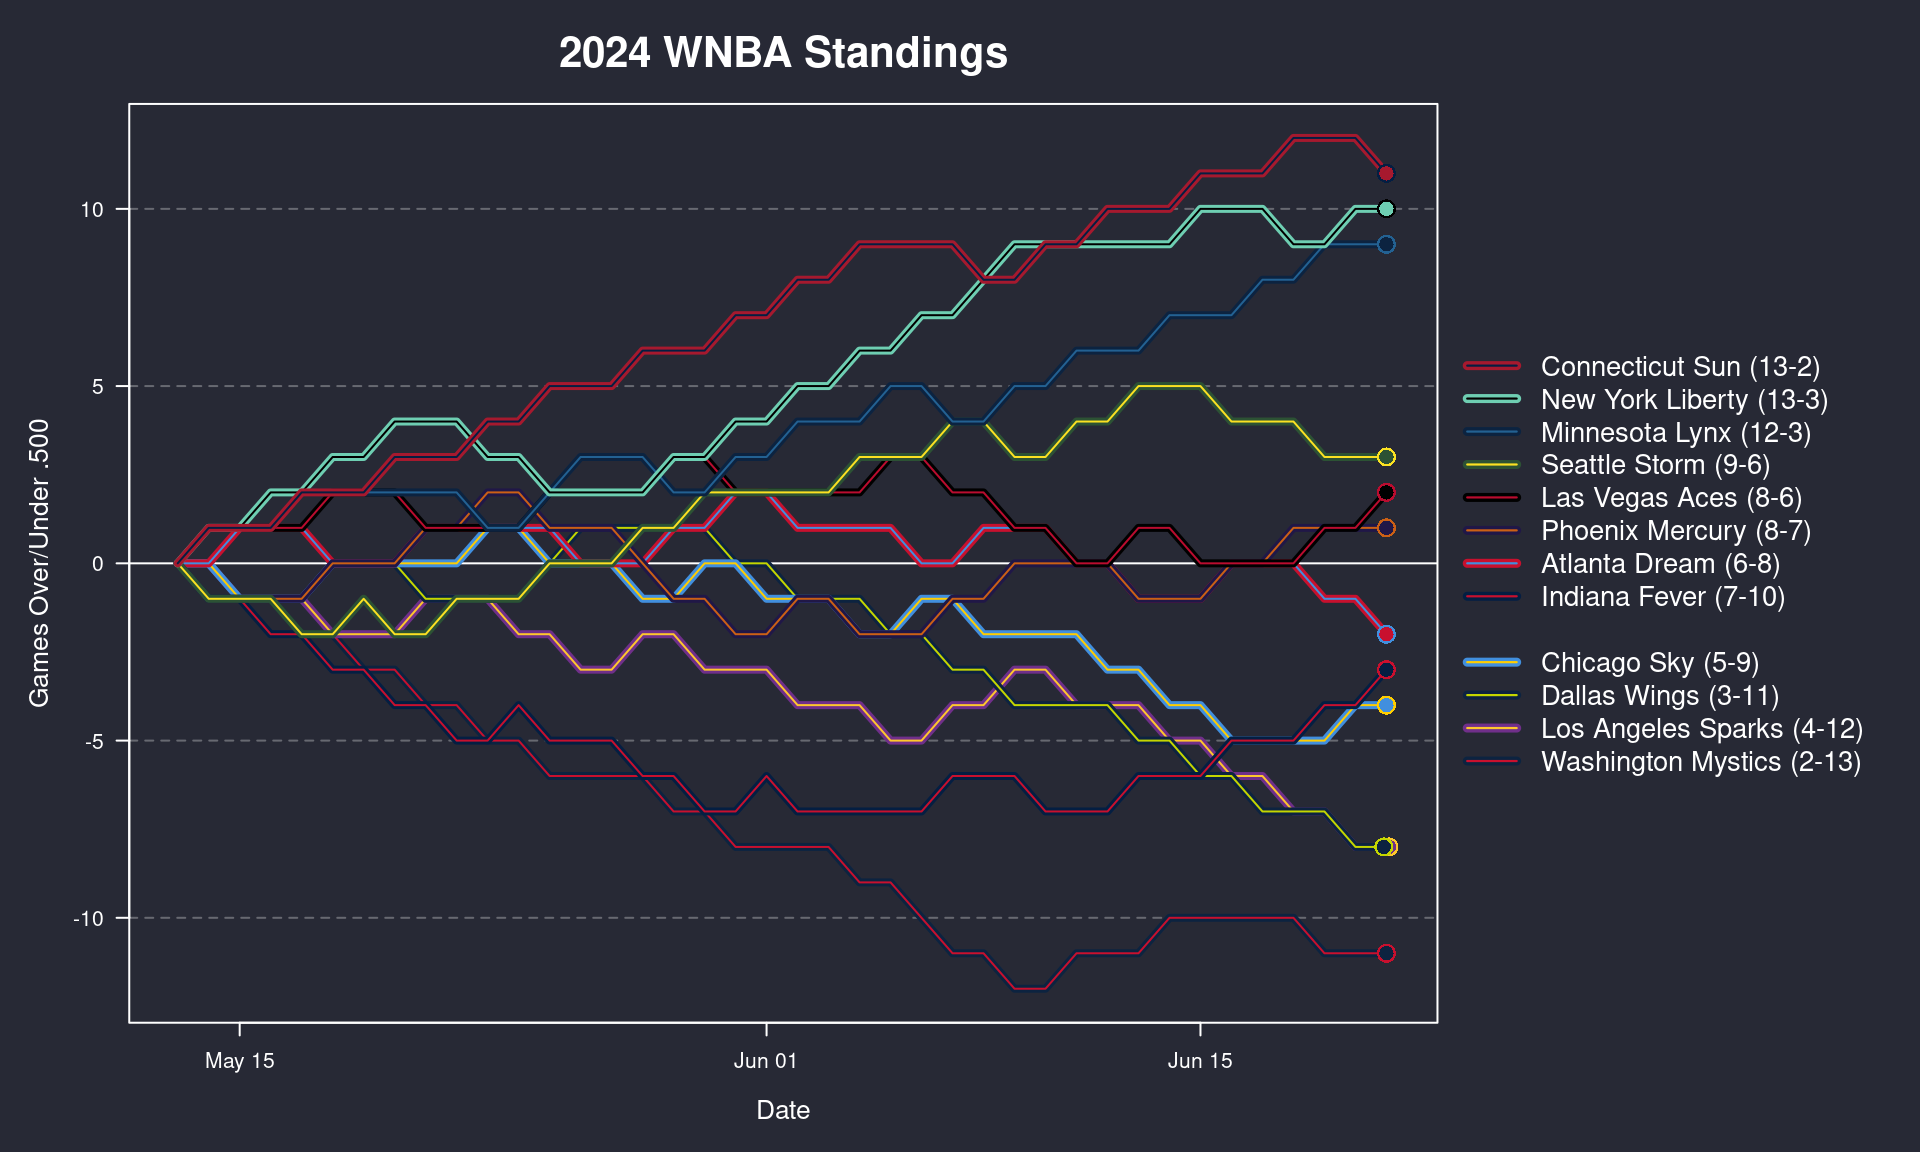 2024 WNBA Standings
Games Over/Under .500
10
5
0
-5
-10
May 15
Jun 01
Jun 15
Date
Connecticut Sun (13-2)
New York Liberty (13-3)
Minnesota Lynx (12-3)
Seattle Storm (9-6)
Las Vegas Aces (8-6)
Phoenix Mercury (8-7)
Atlanta Dream (6-8)
Indiana Fever (7-10)
Chicago Sky (5-9)
Dallas Wings (3-11)
Los Angeles Sparks (4-12)
Washington Mystics (2-13)